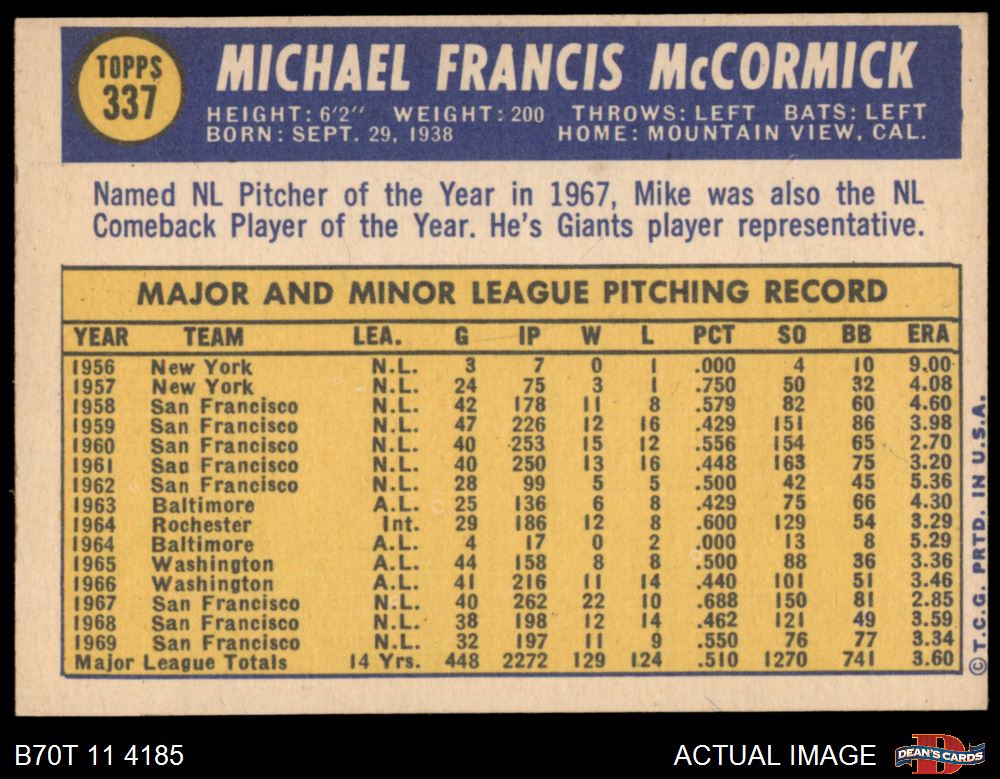 TOPPS
337
MICHAEL FRANCIS McCORMICK
HEIGHT: 6'2" WEIGHT: 200 THROWS: LEFT BATS: LEFT
BORN: SEPT. 29, 1938 HOME: MOUNTAIN VIEW, CAL.
Named NL Pitcher of the Year in 1967, Mike was also the NL
Comeback Player of the Year. He's Giants player representative.
MAJOR AND MINOR LEAGUE PITCHING RECORD
YEAR TEAM LEA. G IP W L PCT SO BB ERA
1956 New York N.L. 3 7 0 1 .000 4 10 9.00
1957 New York N.L. 24 75 3 1 .750 50 32 4.08
1958 San Francisco N.L. 42 178 11 8 .579 82 60 4.60
1959 San Francisco N.L. 47 226 12 16 .429 151 86 3.98
1960 San Francisco N.L. 40 253 15 12 .556 154 65 2.70
1961 San Francisco N.L. 40 250 13 16 .448 163 75 3.20
1962 San Francisco N.L. 28 99 5 5 .500 42 45 5.36
1963 Baltimore A.L. 25 136 6 8 .429 75 66 4.30
1964 Rochester Int. 29 186 12 8 .600 129 54 3.29
1964 Baltimore A.L. 4 17 0 2 .000 13 8 5.29
1965 Washington A.L. 44 158 8 8 .500 88 36 3.36
1966 Washington A.L. 41 216 11 14 .440 101 51 3.46
1967 San Francisco N.L. 40 262 22 10 .688 150 81 2.85
1968 San Francisco N.L. 38 198 12 14 .462 121 49 3.59
1969 San Francisco N.L. 32 197 11 9 .550 76 77 3.34
Major League Totals 14 Yrs. 448 2272 129 124 .510 1270 741 3.60
© T.C.G. PRTD. IN U.S.A.
B70T 11 4185
ACTUAL IMAGE
DEAN'S CARDS